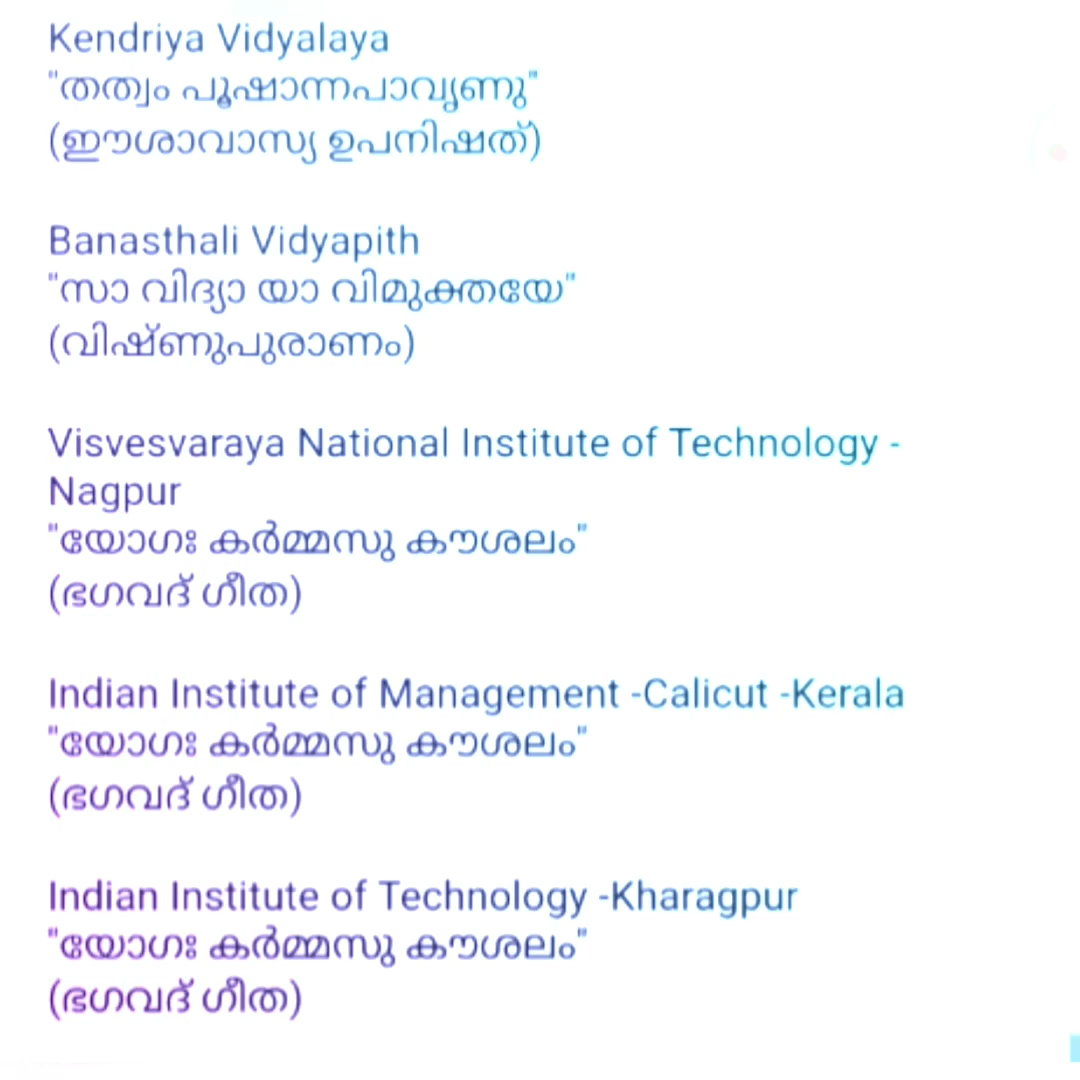 Kendriya Vidyalaya
"തത്വം പൂഷാന്നപാവൃണു"
(ഈശാവാസ്യ ഉപനിഷത്)
Banasthali Vidyapith
"സാ വിദ്യാ യാ വിമുക്തയേ"
(വിഷ്ണുപുരാണം)
Visvesvaraya National Institute of Technology -
Nagpur
"യോഗഃ കർമ്മസു കൗശലം"
(ഭഗവദ് ഗീത)
Indian Institute of Management -Calicut -Kerala
"യോഗഃ കർമ്മസു കൗശലം"
(ഭഗവദ് ഗീത)
Indian Institute of Technology -Kharagpur
"യോഗഃ കർമ്മസു കൗശലം"
(ഭഗവദ് ഗീത)